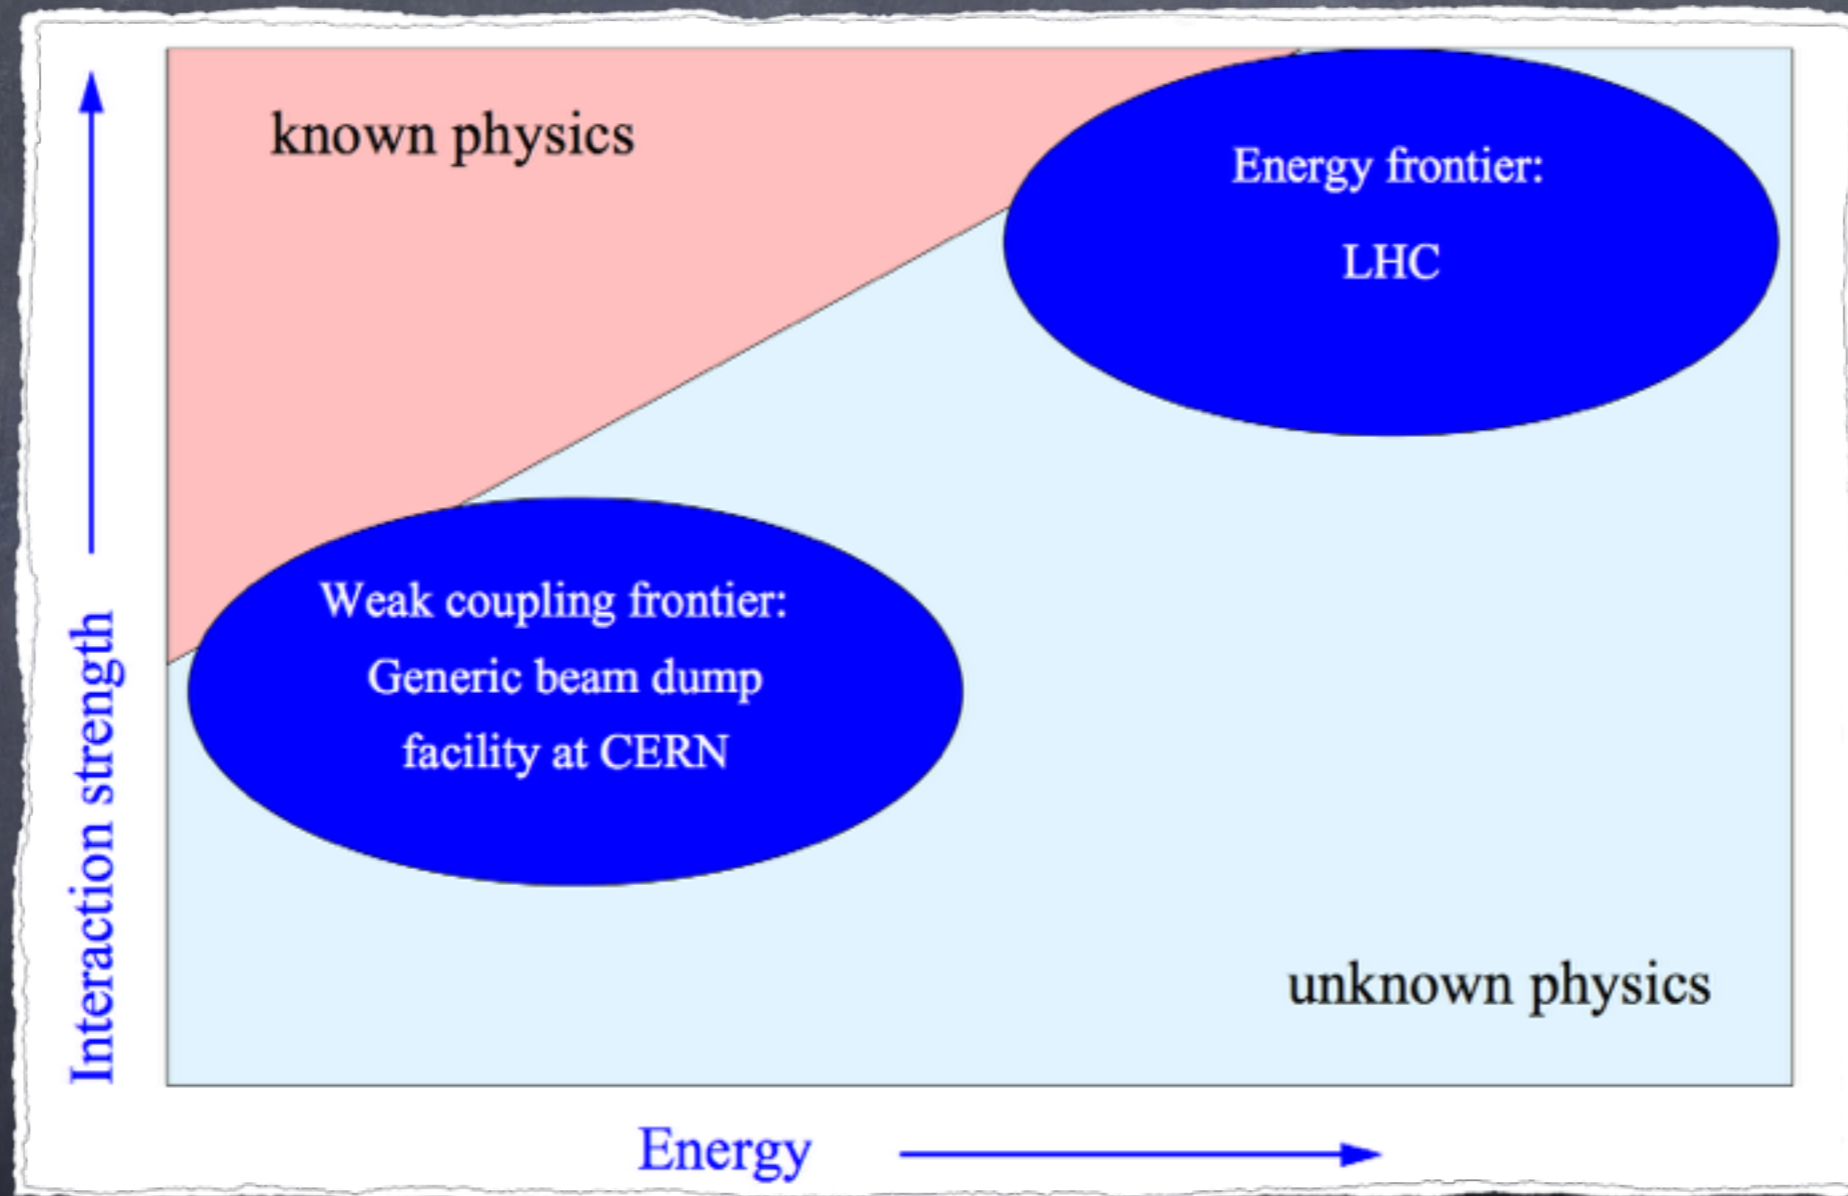 known physics
Energy frontier:
LHC
Weak coupling frontier:
Generic beam dump
facility at CERN
unknown physics
Interaction strength
Energy